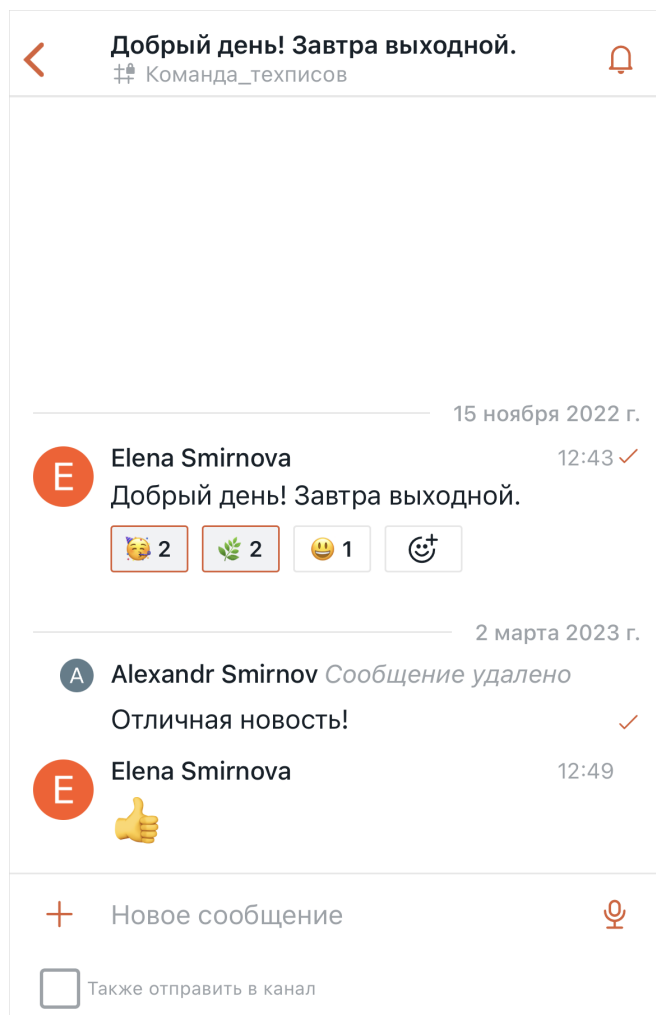 Добрый день! Завтра выходной.
Команда_техписов
15 ноября 2022 г.
E
Elena Smirnova
12:43
Добрый день! Завтра выходной.
2
2
1
2 марта 2023 г.
A
Alexandr Smirnov Сообщение удалено
Отличная новость!
E
Elena Smirnova
12:49
Новое сообщение
Также отправить в канал